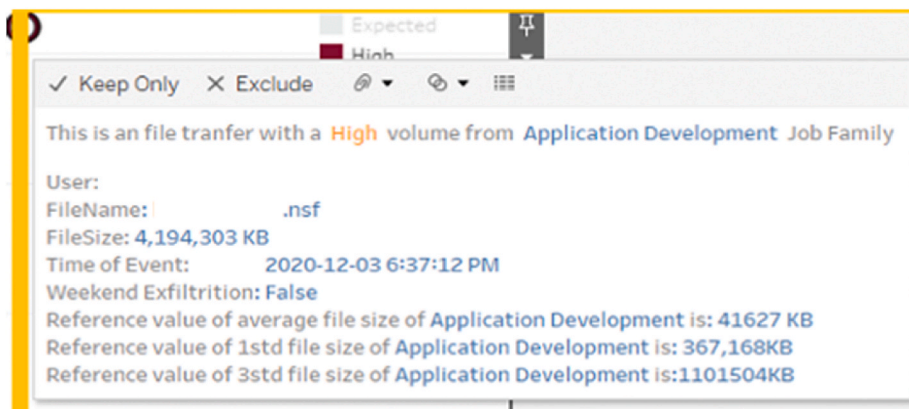 Expected
High
Keep Only Exclude
This is an file tranfer with a High volume from Application Development Job Family
User:
FileName: .nsf
FileSize: 4,194,303 KB
Time of Event: 2020-12-03 6:37:12 PM
Weekend Exfiltrition: False
Reference value of average file size of Application Development is: 41627 KB
Reference value of 1std file size of Application Development is: 367,168KB
Reference value of 3std file size of Application Development is:1101504KB